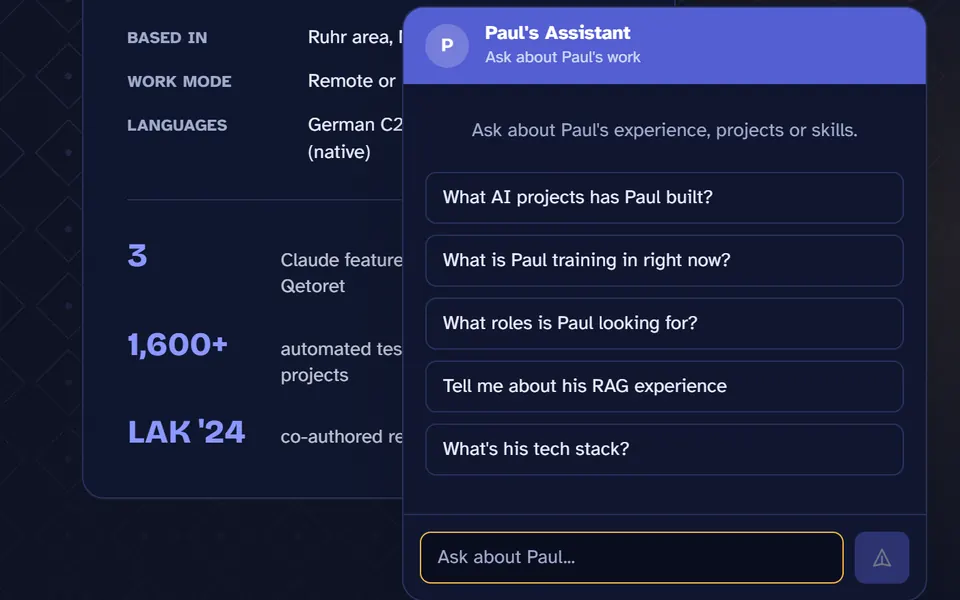 BASED IN
Ruhr area,
WORK MODE
Remote or
LANGUAGES
German C2
(native)
3
Claude feature
Qetoret
1,600+
automated tes
projects
LAK '24
co-authored re
P
Paul's Assistant
Ask about Paul's work
Ask about Paul's experience, projects or skills.
What AI projects has Paul built?
What is Paul training in right now?
What roles is Paul looking for?
Tell me about his RAG experience
What's his tech stack?
Ask about Paul...